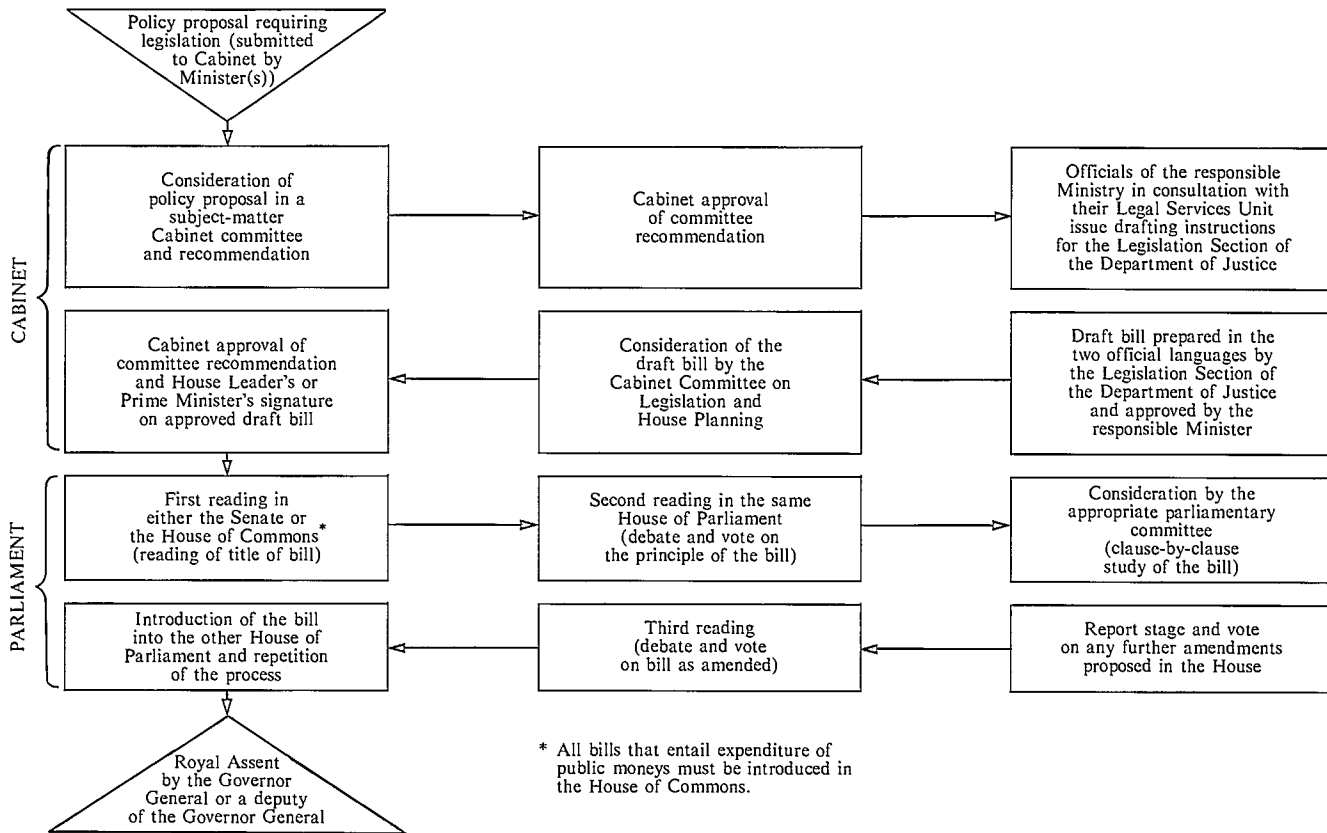 Policy proposal requiring
legislation (submitted
to Cabinet by
Minister(s))
CABINET
Consideration of
policy proposal in a
subject-matter
Cabinet committee
and recommendation
Cabinet approval
of committee
recommendation
Officials of the responsible
Ministry in consultation with
their Legal Services Unit
issue drafting instructions
for the Legislation Section of
the Department of Justice
Draft bill prepared in the
two official languages by
the Legislation Section of
the Department of Justice
and approved by the
responsible Minister
Consideration of the
draft bill by the
Cabinet Committee on
Legislation and
House Planning
Cabinet approval of
committee recommendation
and House Leader's or
Prime Minister's signature
on approved draft bill
PARLIAMENT
First reading in
either the Senate or
the House of Commons*
(reading of title of bill)
Second reading in the same
House of Parliament
(debate and vote on
the principle of the bill)
Consideration by the
appropriate parliamentary
committee
(clause-by-clause
study of the bill)
Report stage and vote
on any further amendments
proposed in the House
Third reading
(debate and vote
on bill as amended)
Introduction of the bill
into the other House of
Parliament and repetition
of the process
Royal Assent
by the Governor
General or a deputy
of the Governor General
* All bills that entail expenditure of
public moneys must be introduced in
the House of Commons.